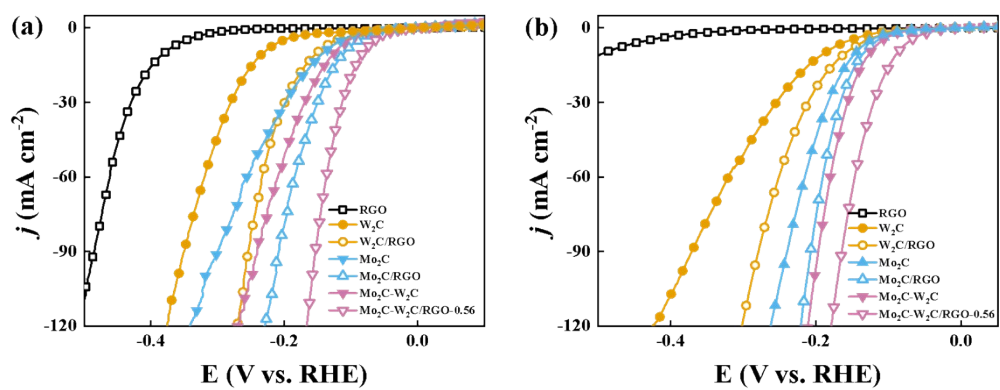 (a)
j (mA cm⁻²)
0
-30
-60
-90
-120
RGO
W₂C
W₂C/RGO
Mo₂C
Mo₂C/RGO
Mo₂C-W₂C
Mo₂C-W₂C/RGO-0.56
-0.4
-0.2
0.0
E (V vs. RHE)
(b)
j (mA cm⁻²)
0
-30
-60
-90
-120
RGO
W₂C
W₂C/RGO
Mo₂C
Mo₂C/RGO
Mo₂C-W₂C
Mo₂C-W₂C/RGO-0.56
-0.4
-0.2
0.0
E (V vs. RHE)